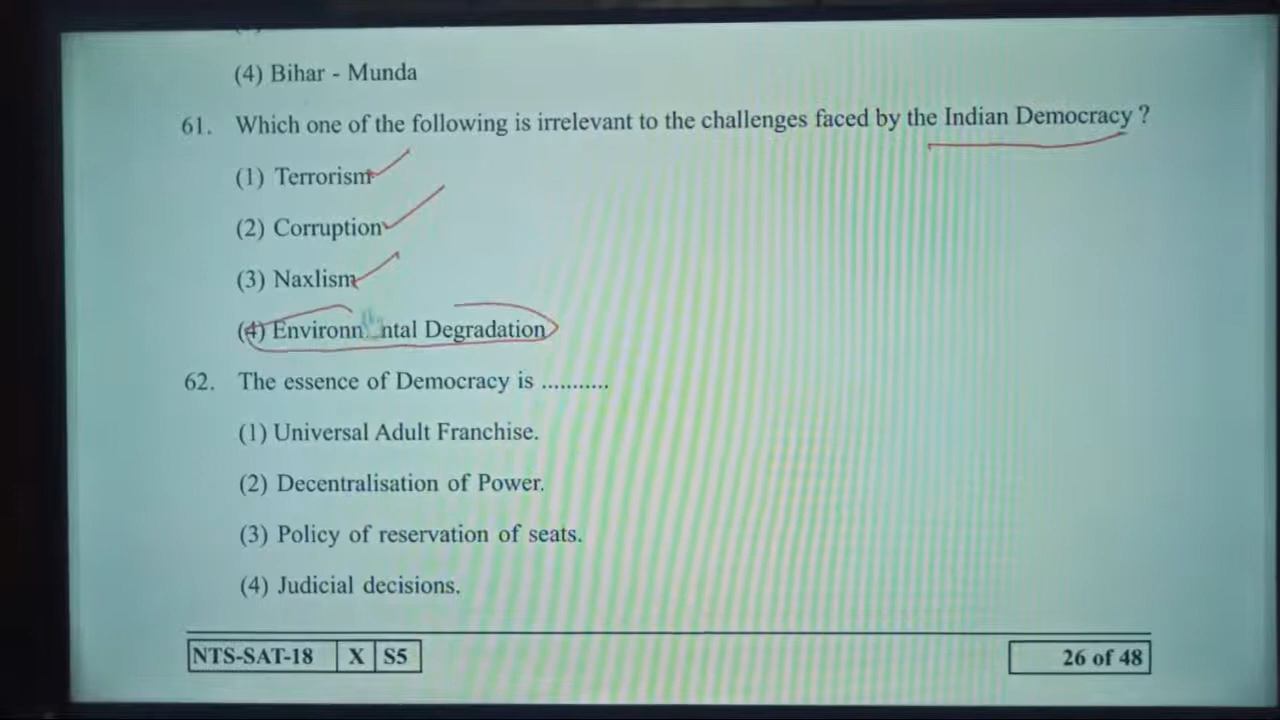 (4) Bihar - Munda
61. Which one of the following is irrelevant to the challenges faced by the Indian Democracy ?
(1) Terrorism
(2) Corruption
(3) Naxlism
(4) Degradation
62. The essence of Democracy is ...........
(1) Universal Adult Franchise.
(2) Decentralisation of Power.
(3) Policy of reservation of seats.
(4) Judicial decisions.
NTS-SAT-18 X S5 26 of 48